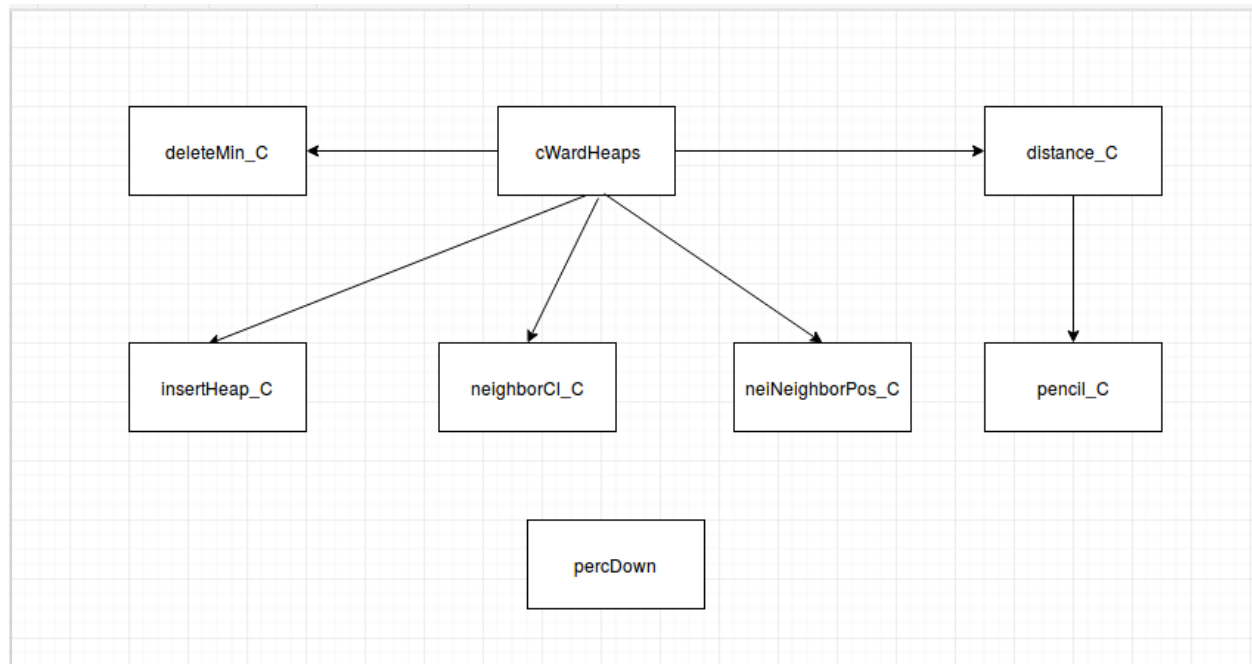 deleteMin_C
cWardHeaps
distance_C
insertHeap_C
neighborCl_C
neiNeighborPos_C
pencil_C
percDown